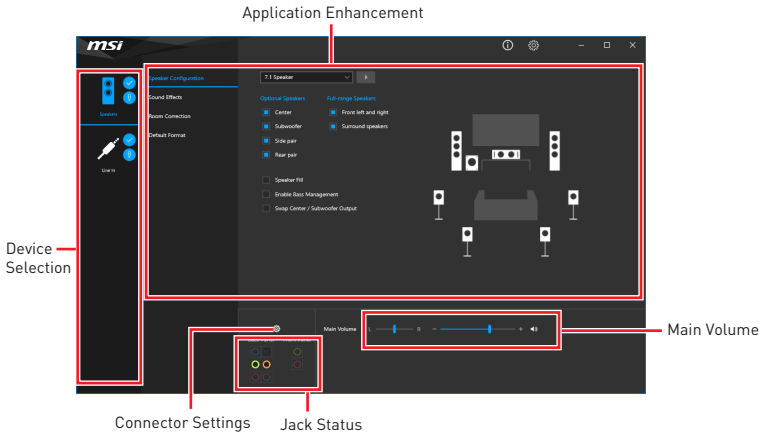 Application Enhancement
msi
Speakers
Line In
Speaker Configuration
Sound Effects
Room Correction
Default Format
7.1 Speaker
Optional Speakers
Full-range Speakers
Center
Front left and right
Subwoofer
Surround speakers
Side pair
Rear pair
Speaker Fill
Enable Bass Management
Swap Center / Subwoofer Output
Device
Selection
Main Volume
L
R
Main Volume
Connector Settings
Jack Status